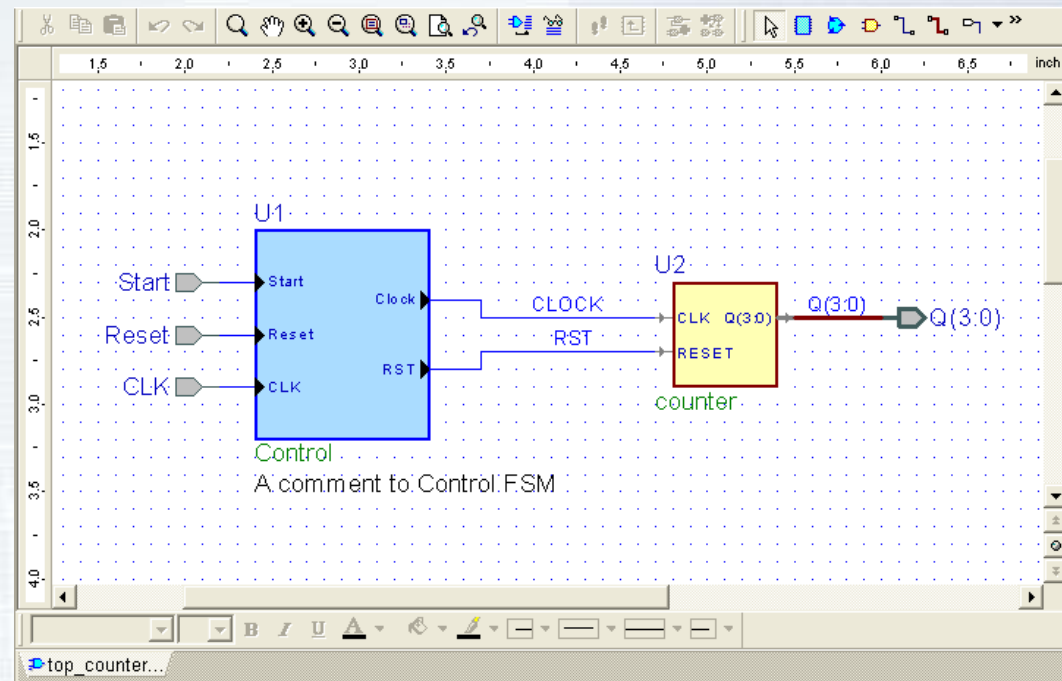 1,5 2,0 2,5 3,0 3,5 4,0 4,5 5,0 5,5 6,0 6,5 inch
1,5
2,0
2,5
3,0
3,5
4,0
U1
Start
Start
Clock
Reset
Reset
RST
CLK
CLK
Control
A comment to Control FSM
CLOCK
RST
U2
CLK Q(3:0)
RESET
counter
Q(3:0)
Q(3:0)
B I U A
top_counter...